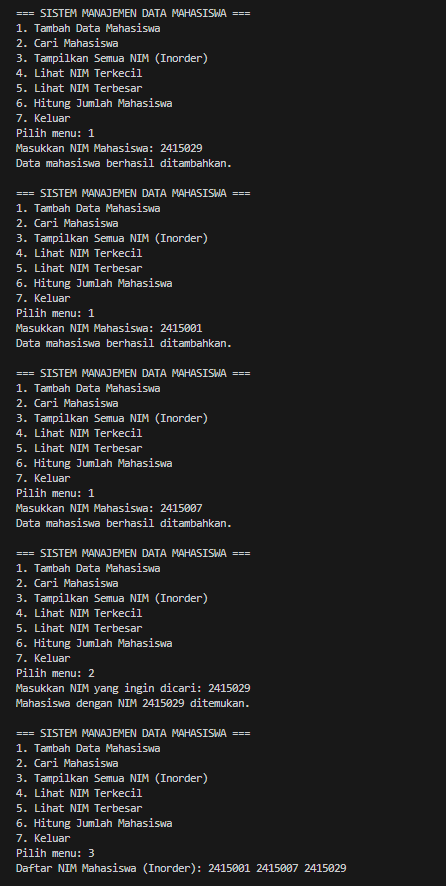 === SISTEM MANAJEMEN DATA MAHASISWA ===
1. Tambah Data Mahasiswa
2. Cari Mahasiswa
3. Tampilkan Semua NIM (Inorder)
4. Lihat NIM Terkecil
5. Lihat NIM Terbesar
6. Hitung Jumlah Mahasiswa
7. Keluar
Pilih menu: 1
Masukkan NIM Mahasiswa: 2415029
Data mahasiswa berhasil ditambahkan.

=== SISTEM MANAJEMEN DATA MAHASISWA ===
1. Tambah Data Mahasiswa
2. Cari Mahasiswa
3. Tampilkan Semua NIM (Inorder)
4. Lihat NIM Terkecil
5. Lihat NIM Terbesar
6. Hitung Jumlah Mahasiswa
7. Keluar
Pilih menu: 1
Masukkan NIM Mahasiswa: 2415001
Data mahasiswa berhasil ditambahkan.

=== SISTEM MANAJEMEN DATA MAHASISWA ===
1. Tambah Data Mahasiswa
2. Cari Mahasiswa
3. Tampilkan Semua NIM (Inorder)
4. Lihat NIM Terkecil
5. Lihat NIM Terbesar
6. Hitung Jumlah Mahasiswa
7. Keluar
Pilih menu: 1
Masukkan NIM Mahasiswa: 2415007
Data mahasiswa berhasil ditambahkan.

=== SISTEM MANAJEMEN DATA MAHASISWA ===
1. Tambah Data Mahasiswa
2. Cari Mahasiswa
3. Tampilkan Semua NIM (Inorder)
4. Lihat NIM Terkecil
5. Lihat NIM Terbesar
6. Hitung Jumlah Mahasiswa
7. Keluar
Pilih menu: 2
Masukkan NIM yang ingin dicari: 2415029
Mahasiswa dengan NIM 2415029 ditemukan.

=== SISTEM MANAJEMEN DATA MAHASISWA ===
1. Tambah Data Mahasiswa
2. Cari Mahasiswa
3. Tampilkan Semua NIM (Inorder)
4. Lihat NIM Terkecil
5. Lihat NIM Terbesar
6. Hitung Jumlah Mahasiswa
7. Keluar
Pilih menu: 3
Daftar NIM Mahasiswa (Inorder): 2415001 2415007 2415029